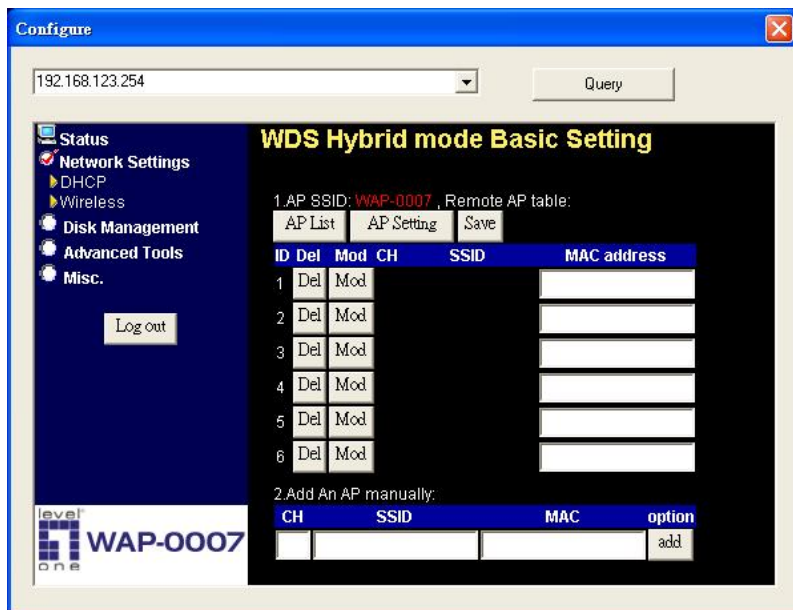 Configure
192.168.123.254
Query
Status
Network Settings
DHCP
Wireless
Disk Management
Advanced Tools
Misc.
Log out
level
one
WAP-0007
WDS Hybrid mode Basic Setting
1.AP SSID: WAP-0007 , Remote AP table:
AP List AP Setting Save
ID Del Mod CH SSID MAC address
1 Del Mod
2 Del Mod
3 Del Mod
4 Del Mod
5 Del Mod
6 Del Mod
2.Add An AP manually:
CH SSID MAC option
add